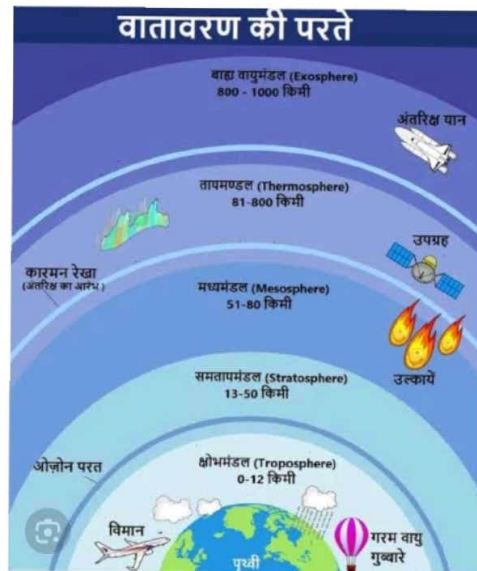 वातावरण की परते
बाह्य वायुमंडल (Exosphere)
800 - 1000 किमी
अंतरिक्ष यान
तापमण्डल (Thermosphere)
81-800 किमी
उपग्रह
कारमन रेखा
(अंतरिक्ष का आरंभ)
मध्यमंडल (Mesosphere)
51-80 किमी
उल्कायें
समतापमंडल (Stratosphere)
13-50 किमी
ओज़ोन परत
क्षोभमंडल (Troposphere)
0-12 किमी
विमान
गरम वायु
गुब्बारे
पृथ्वी